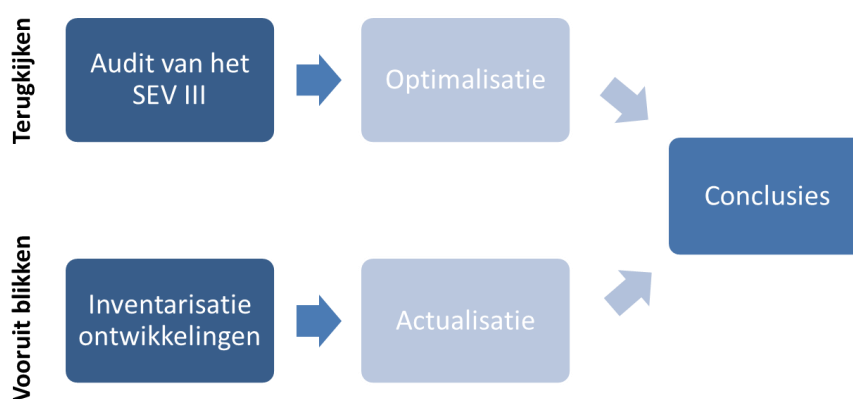 Terugkijken
Audit van het
SEV III
Optimalisatie
Conclusies
Vooruit blikken
Inventarisatie
ontwikkelingen
Actualisatie